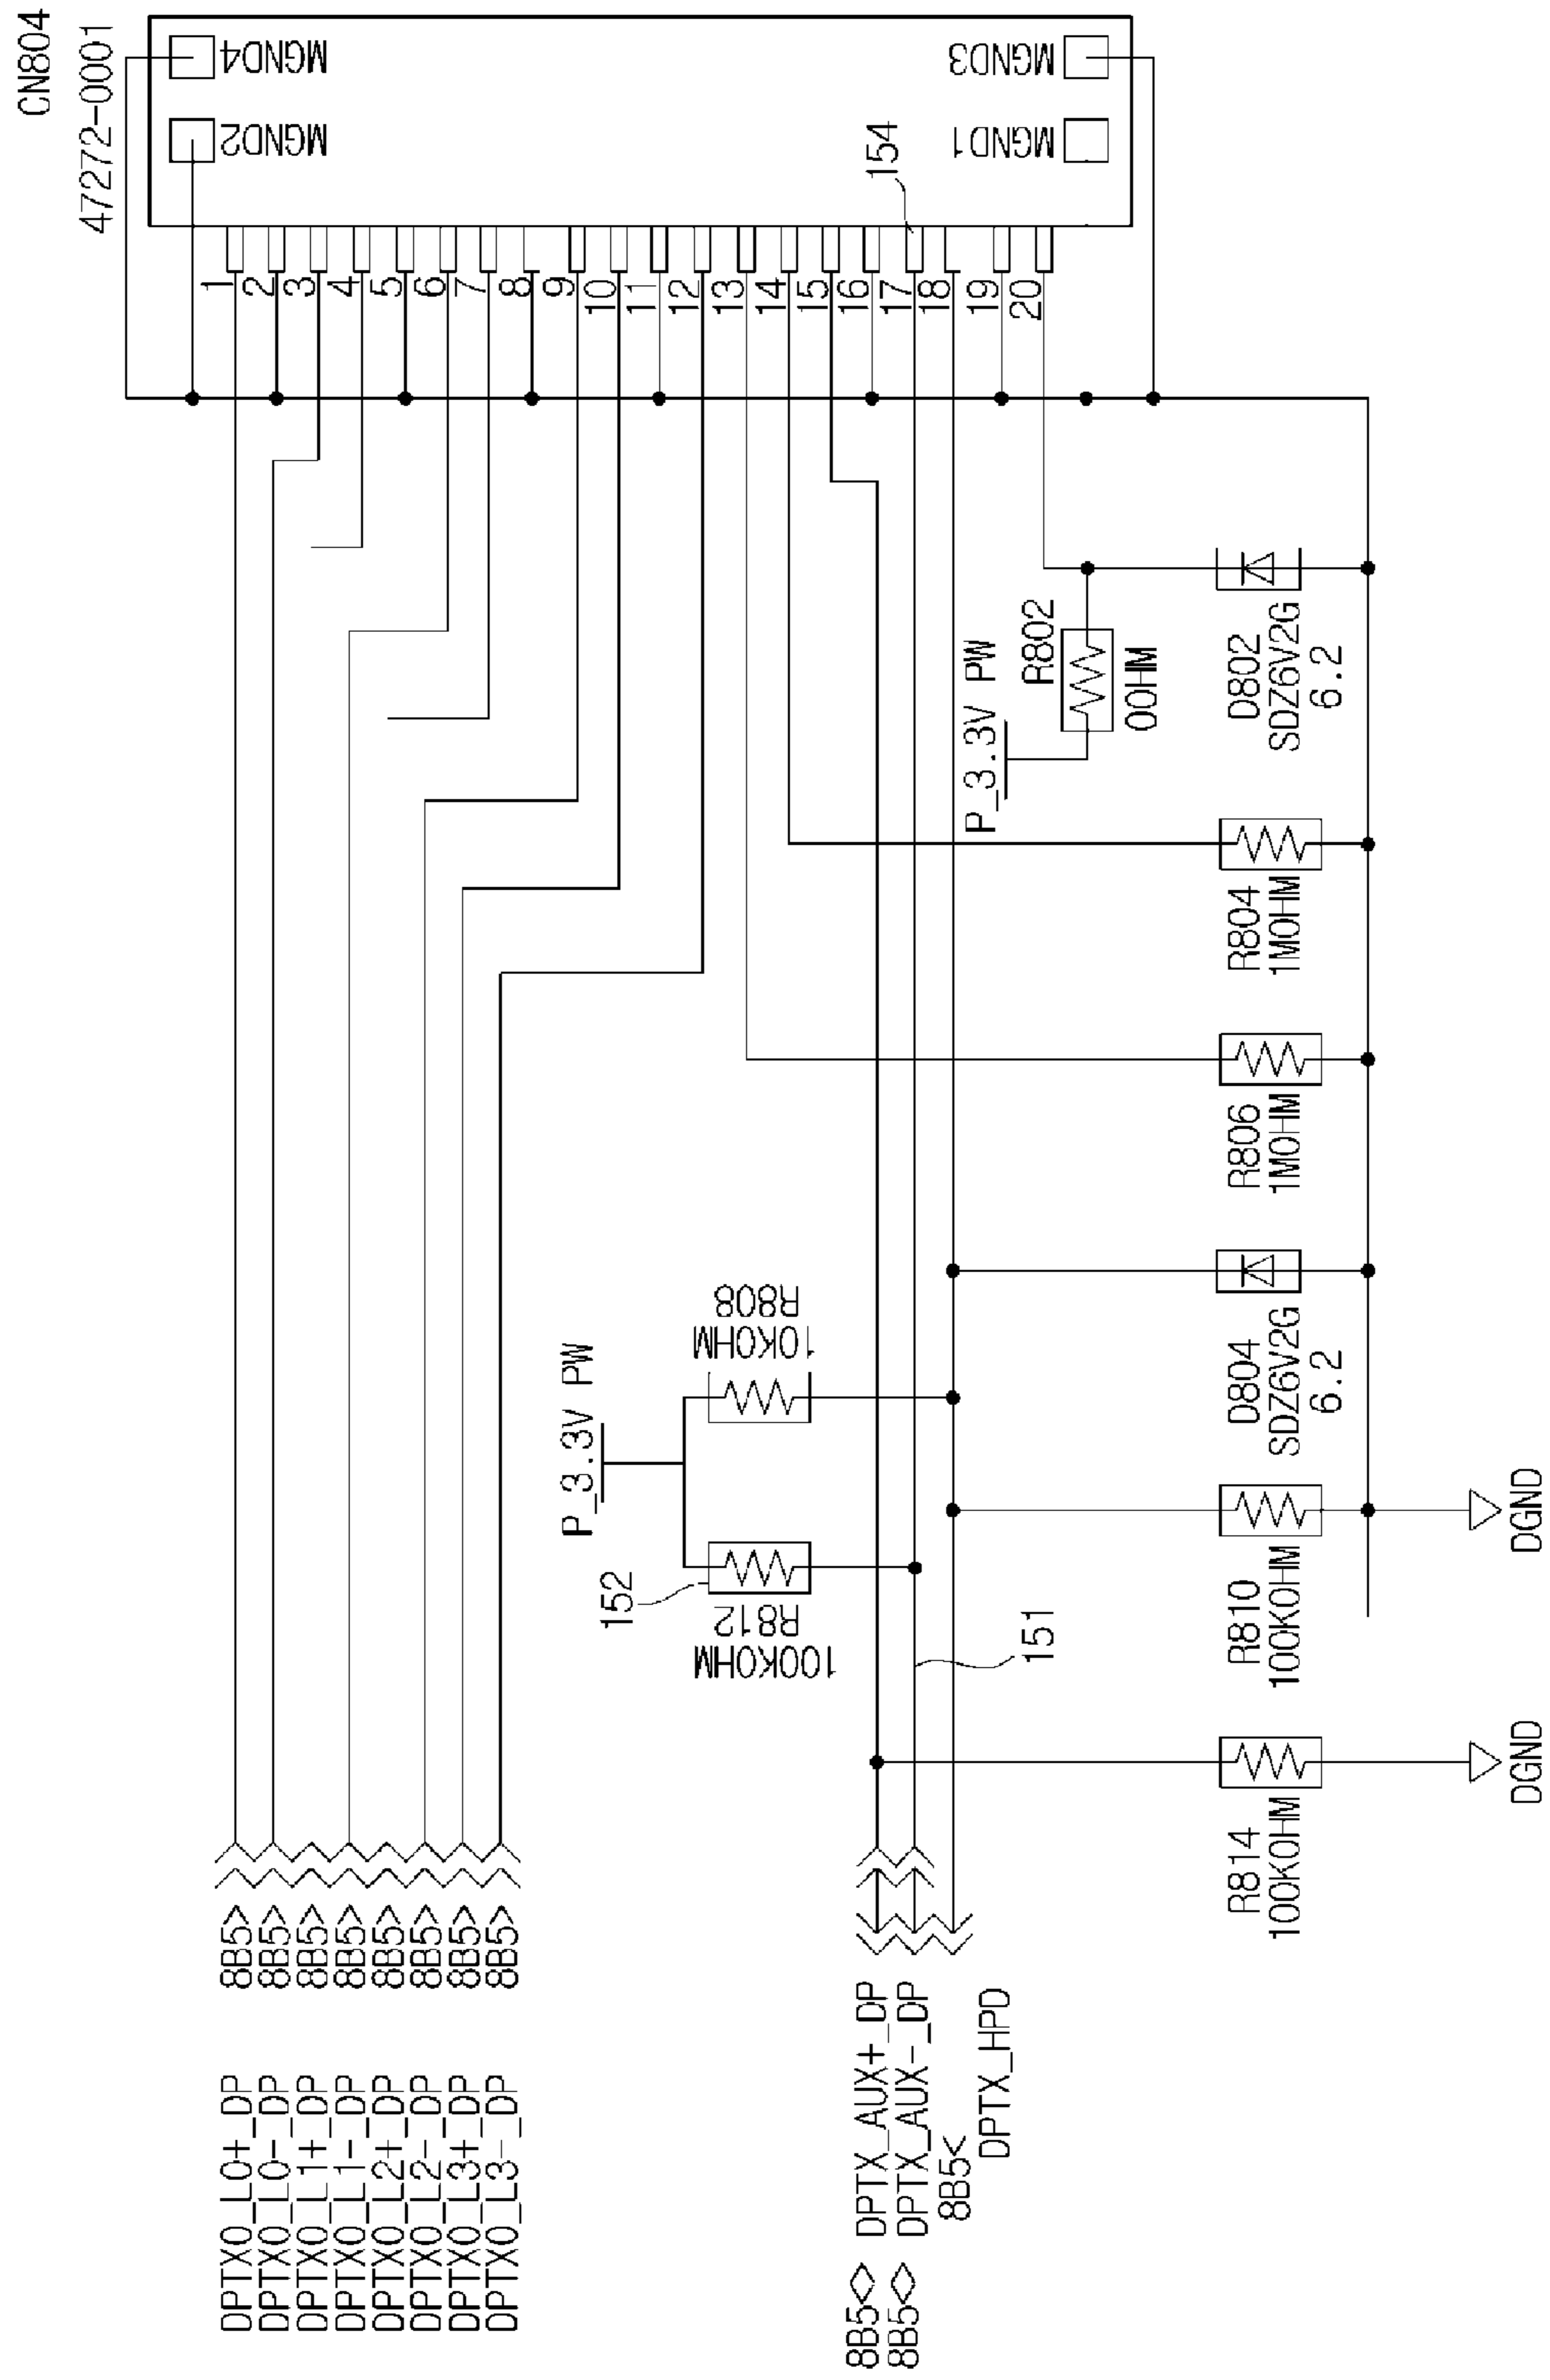 CN804
47272-0001
MGND4
MGND2
MGND3
MGND1
154
1
2
3
4
5
6
7
8
9
10
11
12
13
14
15
16
17
18
19
20
P_3.3V PW
R802
00HM
D802
SDZ6V2G
6.2
R804
1MOHM
R806
1MOHM
R808
10KOHM
P_3.3V PW
152
R812
100KOHM
151
D804
SDZ6V2G
6.2
R810
100KOHM
DGND
R814
100KOHM
DGND
DPTX0_L0+_DP 8B5>
DPTX0_L0-_DP 8B5>
DPTX0_L1+_DP 8B5>
DPTX0_L1-_DP 8B5>
DPTX0_L2+_DP 8B5>
DPTX0_L2-_DP 8B5>
DPTX0_L3+_DP 8B5>
DPTX0_L3-_DP 8B5>
8B5<> DPTX_AUX+_DP
8B5<> DPTX_AUX-_DP
8B5<
DPTX_HPD